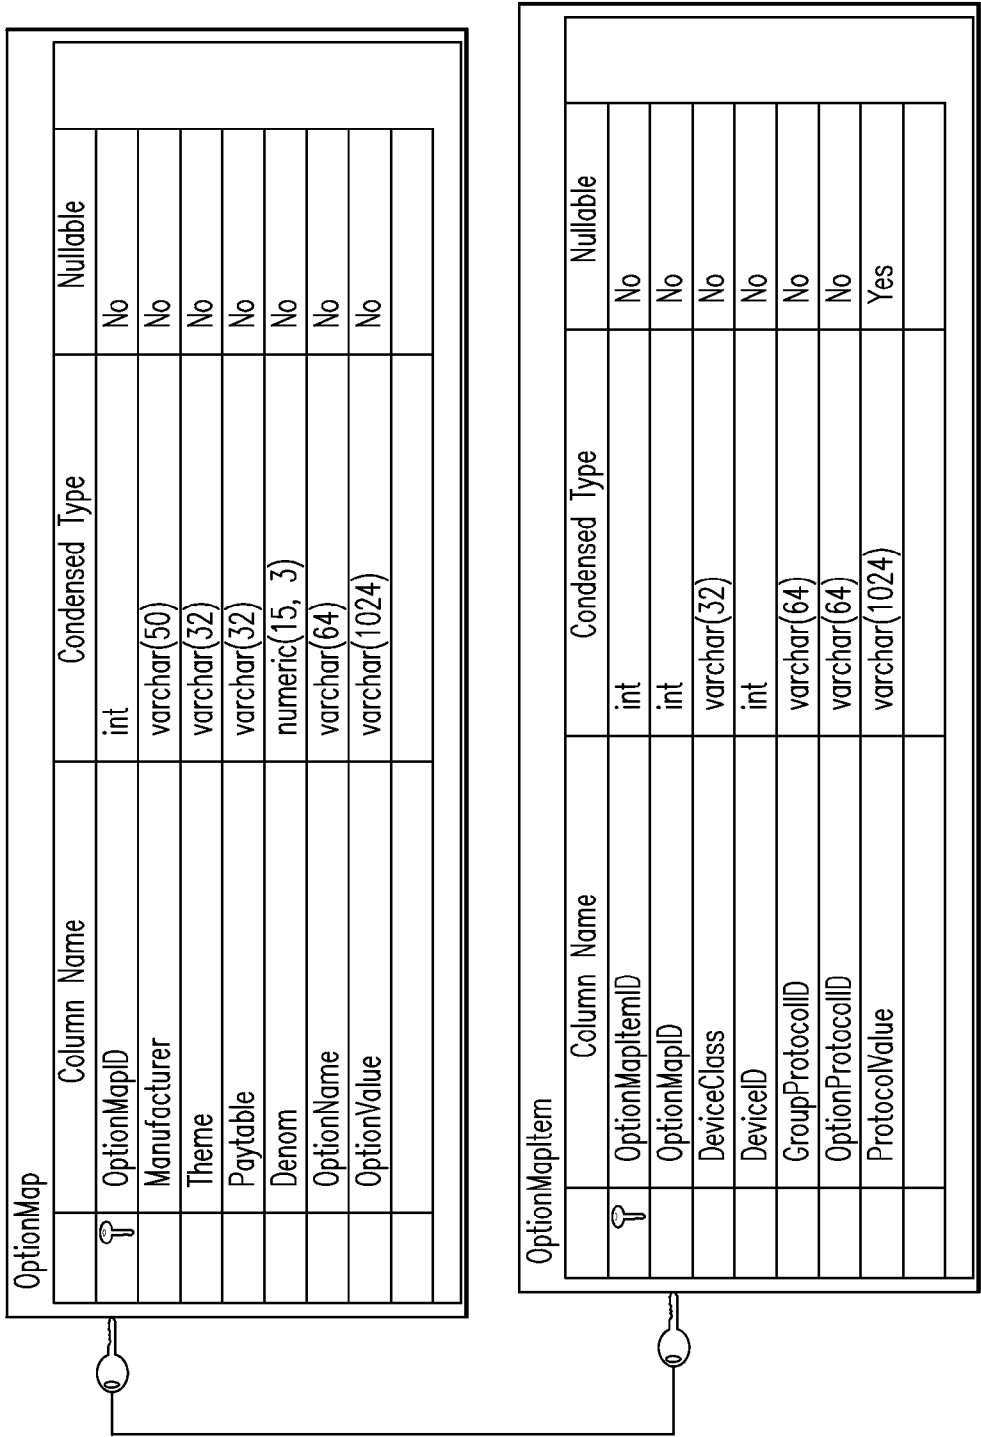 OptionMap
Column Name Condensed Type Nullable
OptionMapID int No
Manufacturer varchar(50) No
Theme varchar(32) No
Paytable varchar(32) No
Denom numeric(15, 3) No
OptionName varchar(64) No
OptionValue varchar(1024) No
OptionMapItem
Column Name Condensed Type Nullable
OptionMapItemID int No
OptionMapID int No
DeviceClass varchar(32) No
DeviceID int No
GroupProtocolID varchar(64) No
OptionProtocolID varchar(64) No
ProtocolValue varchar(1024) Yes